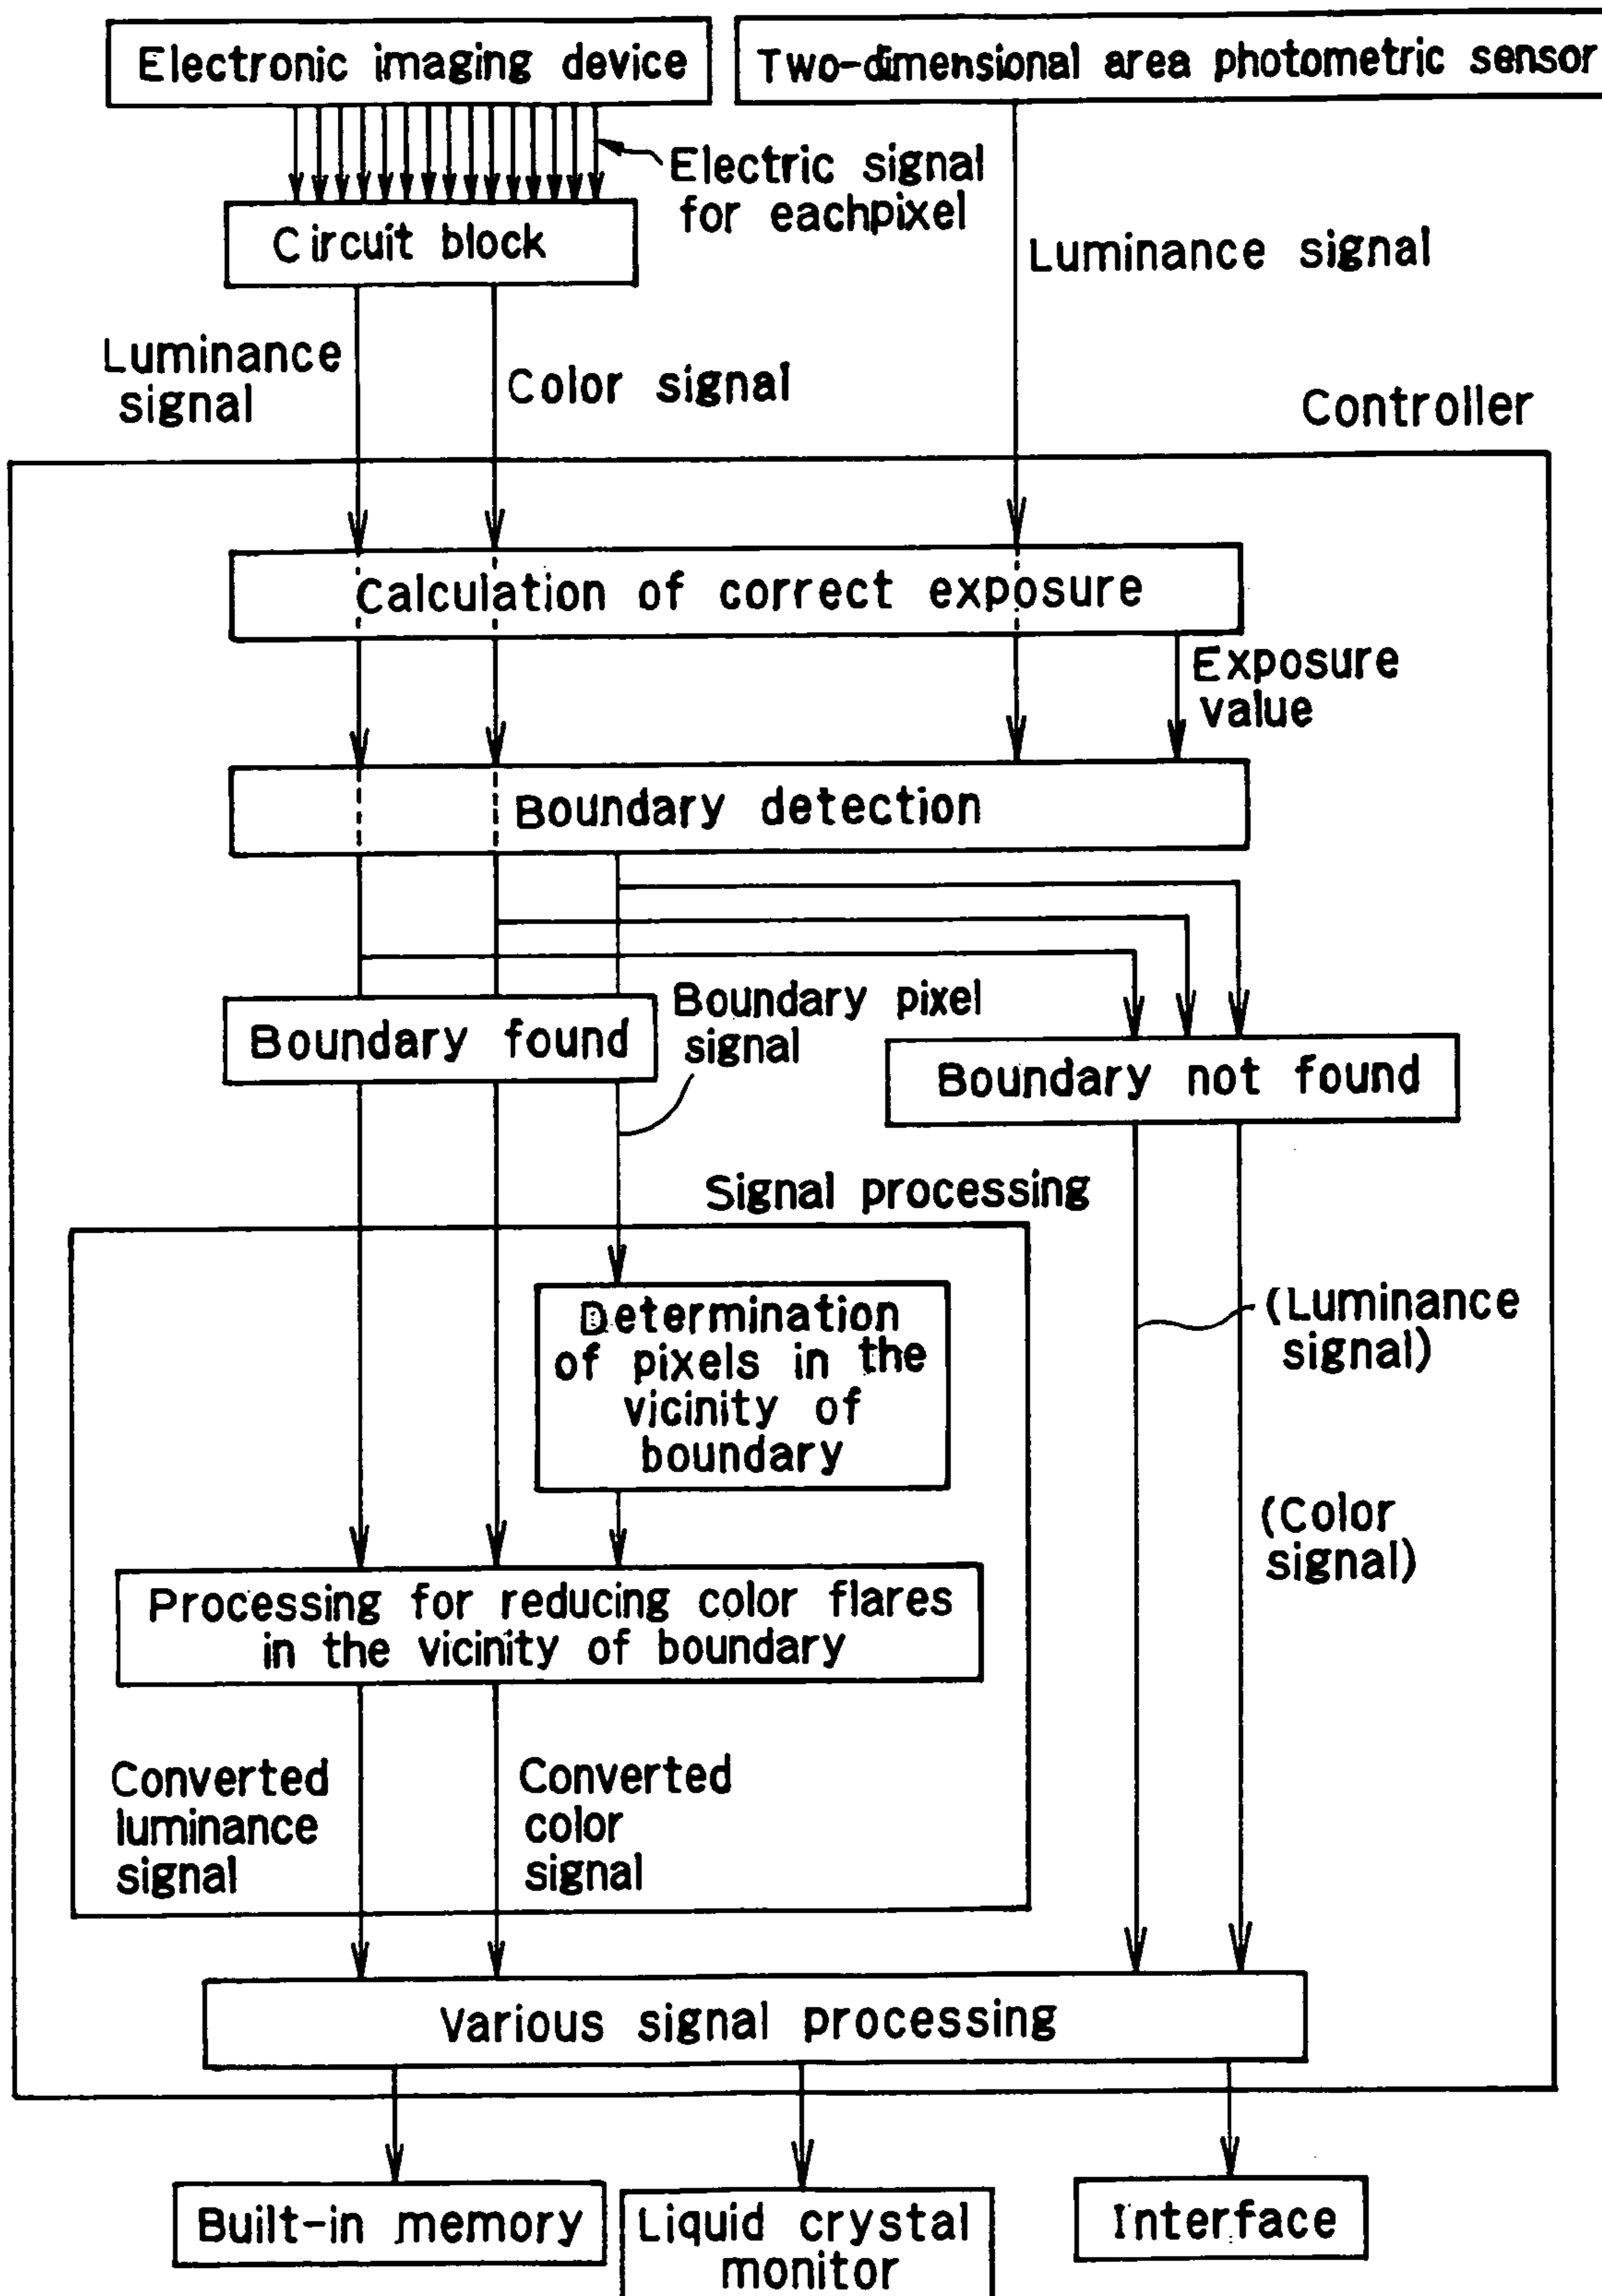 Electronic imaging device
Two-dimensional area photometric sensor
Electric signal
for eachpixel
Circuit block
Luminance signal
Luminance
signal
Color signal
Controller
Calculation of correct exposure
Exposure
value
Boundary detection
Boundary found
Boundary pixel
signal
Boundary not found
Signal processing
Determination
of pixels in the
vicinity of
boundary
(Luminance
signal)
(Color
signal)
Processing for reducing color flares
in the vicinity of boundary
Converted
luminance
signal
Converted
color
signal
Various signal processing
Built-in memory
Liquid crystal
monitor
Interface